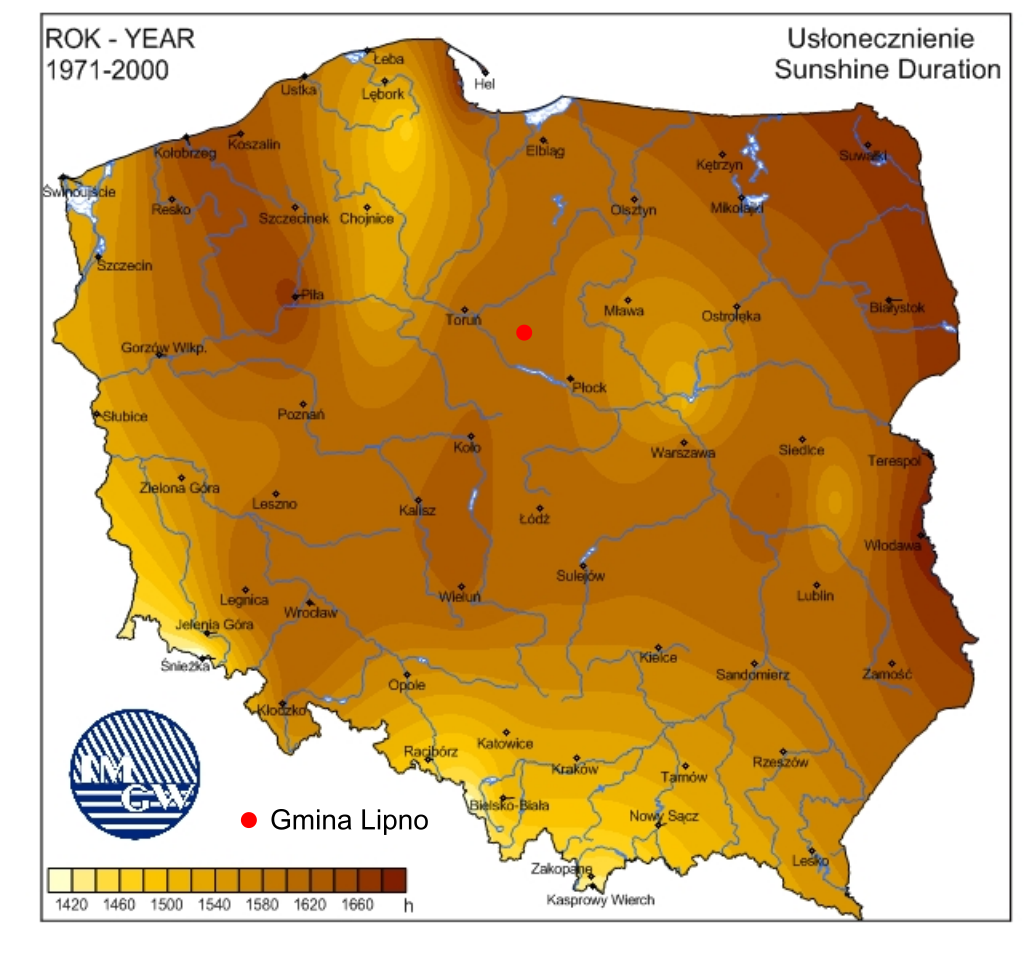 ROK - YEAR
1971-2000
Usłonecznienie
Sunshine Duration
Łeba
Hel
Ustka
Lębork
Koszalin
Kołobrzeg
Elbląg
Suwałki
Kętrzyn
Świnoujście
Resko
Szczecinek
Chojnice
Olsztyn
Mikołajki
Szczecin
Piła
Toruń
Mława
Ostrołęka
Białystok
Gorzów Wlkp.
Płock
Słubice
Poznań
Koło
Warszawa
Siedlce
Terespol
Zielona Góra
Leszno
Kalisz
Łódź
Włodawa
Sulejów
Legnica
Wrocław
Wieluń
Lublin
Jelenia Góra
Śnieżka
Kielce
Sandomierz
Zamość
Opole
Kłodzko
Racibórz
Katowice
Kraków
Tarnów
Rzeszów
IM
GW
Bielsko-Biała
Nowy Sącz
Gmina Lipno
Lesko
Zakopane
Kasprowy Wierch
1420 1460 1500 1540 1580 1620 1660 h